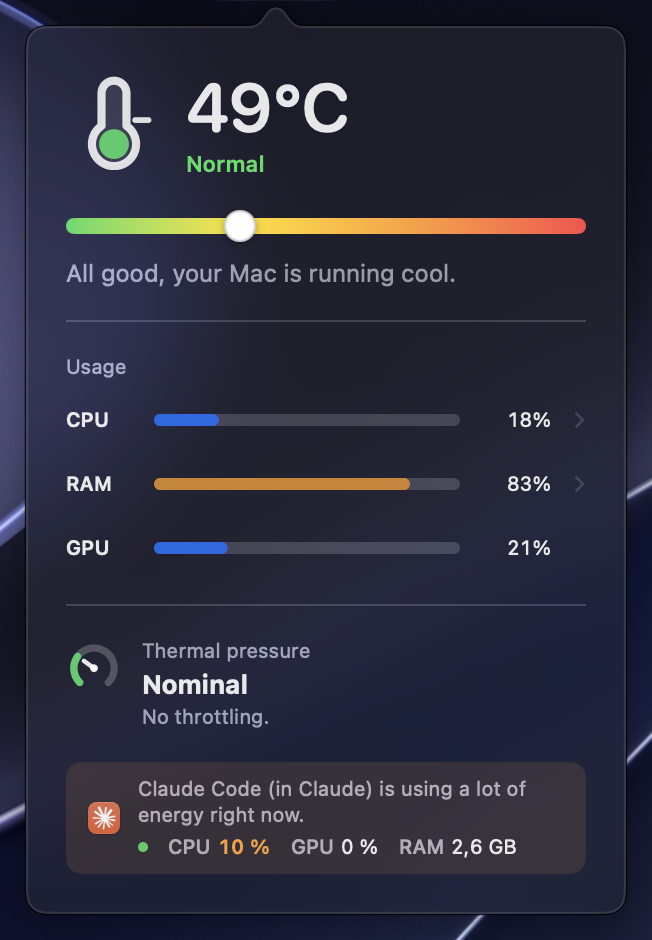 49°C
Normal
All good, your Mac is running cool.
Usage
CPU 18%
RAM 83%
GPU 21%
Thermal pressure
Nominal
No throttling.
Claude Code (in Claude) is using a lot of
energy right now.
CPU 10 % GPU 0 % RAM 2,6 GB